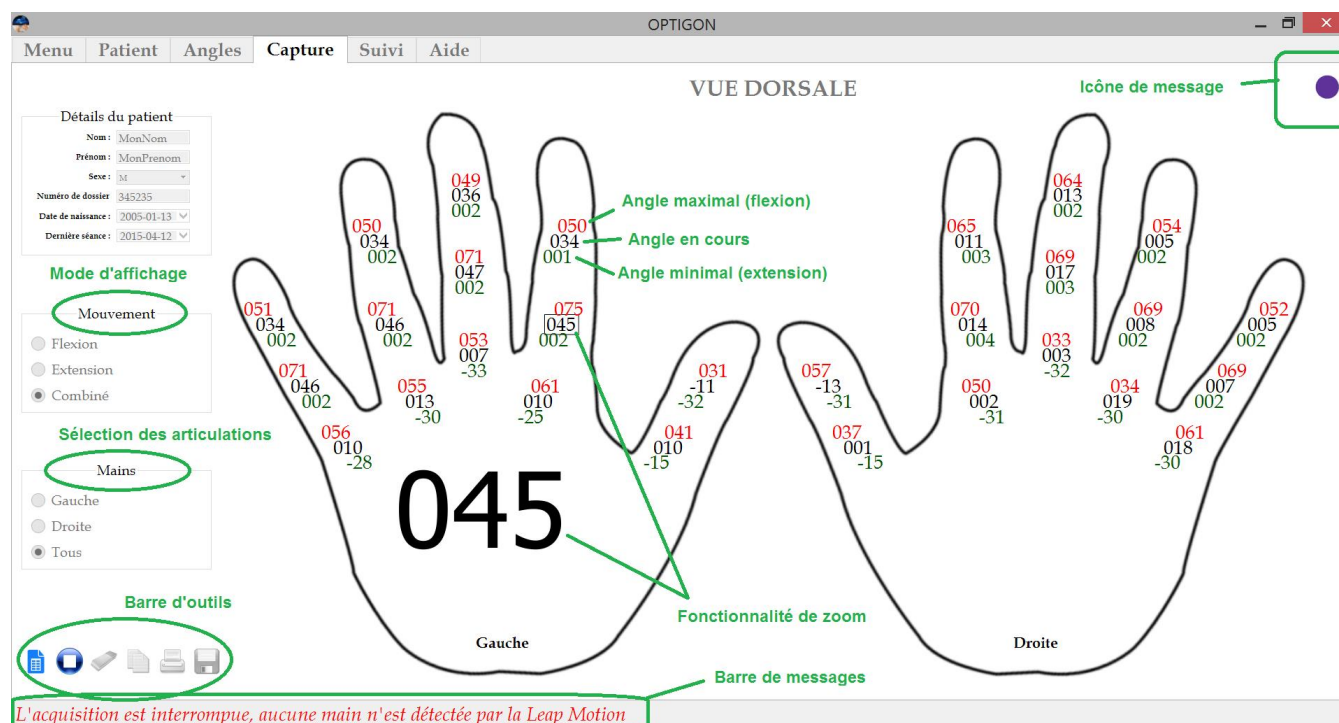 OPTIGON
Menu Patient Angles Capture Suivi Aide
VUE DORSALE
Icône de message
Détails du patient
Nom : MonNom
Prénom : MonPrenom
Sexe : M
Numéro de dossier 345235
Date de naissance : 2005-01-13
Dernière séance : 2015-04-12
Mode d'affichage
Mouvement
Flexion
Extension
Combiné
Sélection des articulations
Mains
Gauche
Droite
Tous
Barre d'outils
051
034
002
071
046
002
056
010
-28
050
034
002
071
046
002
055
013
-30
049
036
002
071
047
002
053
007
-33
050
034
001
075
045
002
061
010
-25
031
-11
-32
041
010
-15
Angle maximal (flexion)
Angle en cours
Angle minimal (extension)
045
Fonctionnalité de zoom
Gauche
057
-13
-31
037
001
-15
065
011
003
070
014
004
050
002
-31
064
013
002
069
017
003
033
003
-32
054
005
002
069
008
002
034
019
-30
052
005
002
069
007
002
061
018
-30
Droite
Barre de messages
L'acquisition est interrompue, aucune main n'est détectée par la Leap Motion